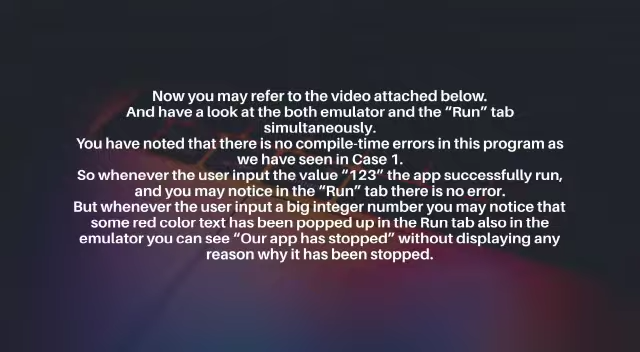 Now you may refer to the video attached below.
And have a look at the both emulator and the “Run” tab
simultaneously.
You have noted that there is no compile-time errors in this program as
we have seen in Case 1.
So whenever the user input the value “123” the app successfully run,
and you may notice in the “Run” tab there is no error.
But whenever the user input a big integer number you may notice that
some red color text has been popped up in the Run tab also in the
emulator you can see “Our app has stopped” without displaying any
reason why it has been stopped.